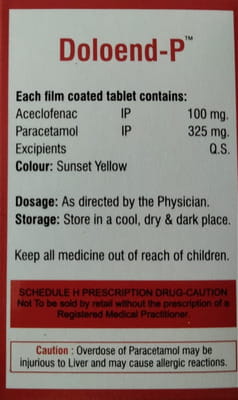 Doloend-P™
Each film coated tablet contains:
Aceclofenac IP 100 mg.
Paracetamol IP 325 mg.
Excipients Q.S.
Colour: Sunset Yellow
Dosage: As directed by the Physician.
Storage: Store in a cool, dry & dark place.
Keep all medicine out of reach of children.
SCHEDULE H PRESCRIPTION DRUG-CAUTION
Not To be sold by retail without the prescription of a
Registered Medical Practitioner.
Caution : Overdose of Paracetamol may be
injurious to Liver and may cause allergic reactions.